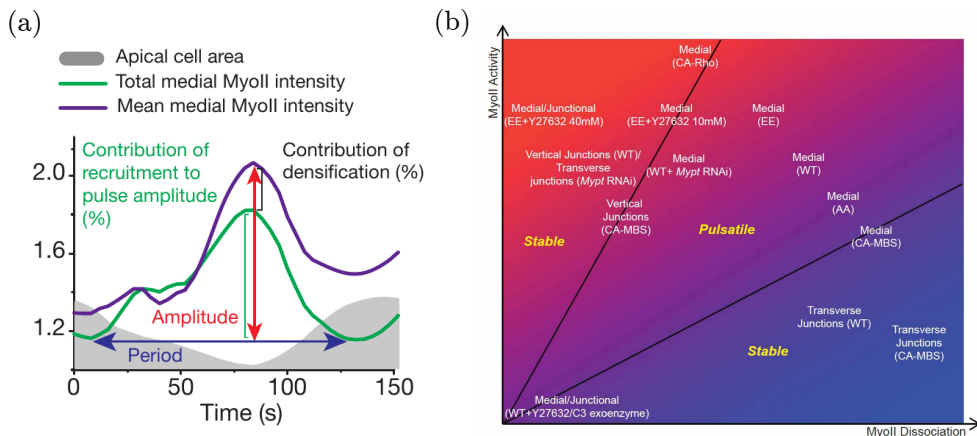 (a)
Apical cell area
Total medial MyoII intensity
Mean medial MyoII intensity
Contribution of
recruitment to
pulse amplitude
(%)
Contribution of
densification (%)
2.0
1.6
1.2
Amplitude
Period
0
50
100
150
Time (s)
(b)
MyoII Activity
Medial
(CA-Rho)
Medial/Junctional
(EE+Y27632 40mM)
Medial
(EE+Y27632 10mM)
Medial
(EE)
Vertical Junctions (WT)/
Transverse
junctions (Mypt RNAi)
Medial
(WT+ Mypt RNAi)
Medial
(WT)
Vertical
Junctions
(CA-MBS)
Medial
(AA)
Medial
(CA-MBS)
Stable
Pulsatile
Transverse
Junctions (WT)
Transverse
Junctions
(CA-MBS)
Stable
Medial/Junctional
(WT+Y27632/C3 exoenzyme)
MyoII Dissociation